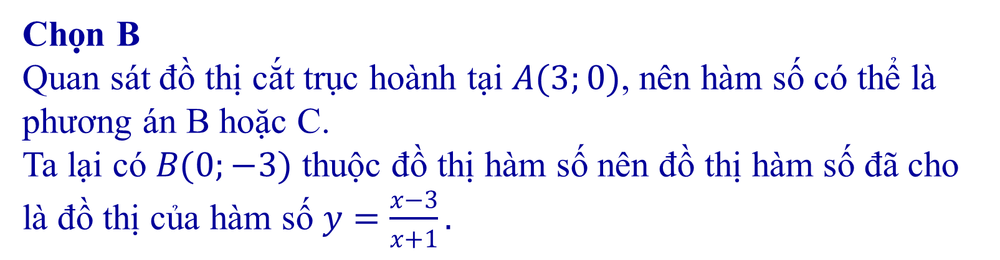 Chọn B
Quan sát đồ thị cắt trục hoành tại A(3; 0), nên hàm số có thể là
phương án B hoặc C.
Ta lại có B(0; −3) thuộc đồ thị hàm số nên đồ thị hàm số đã cho
là đồ thị của hàm số y = \frac{x−3}{x+1}.